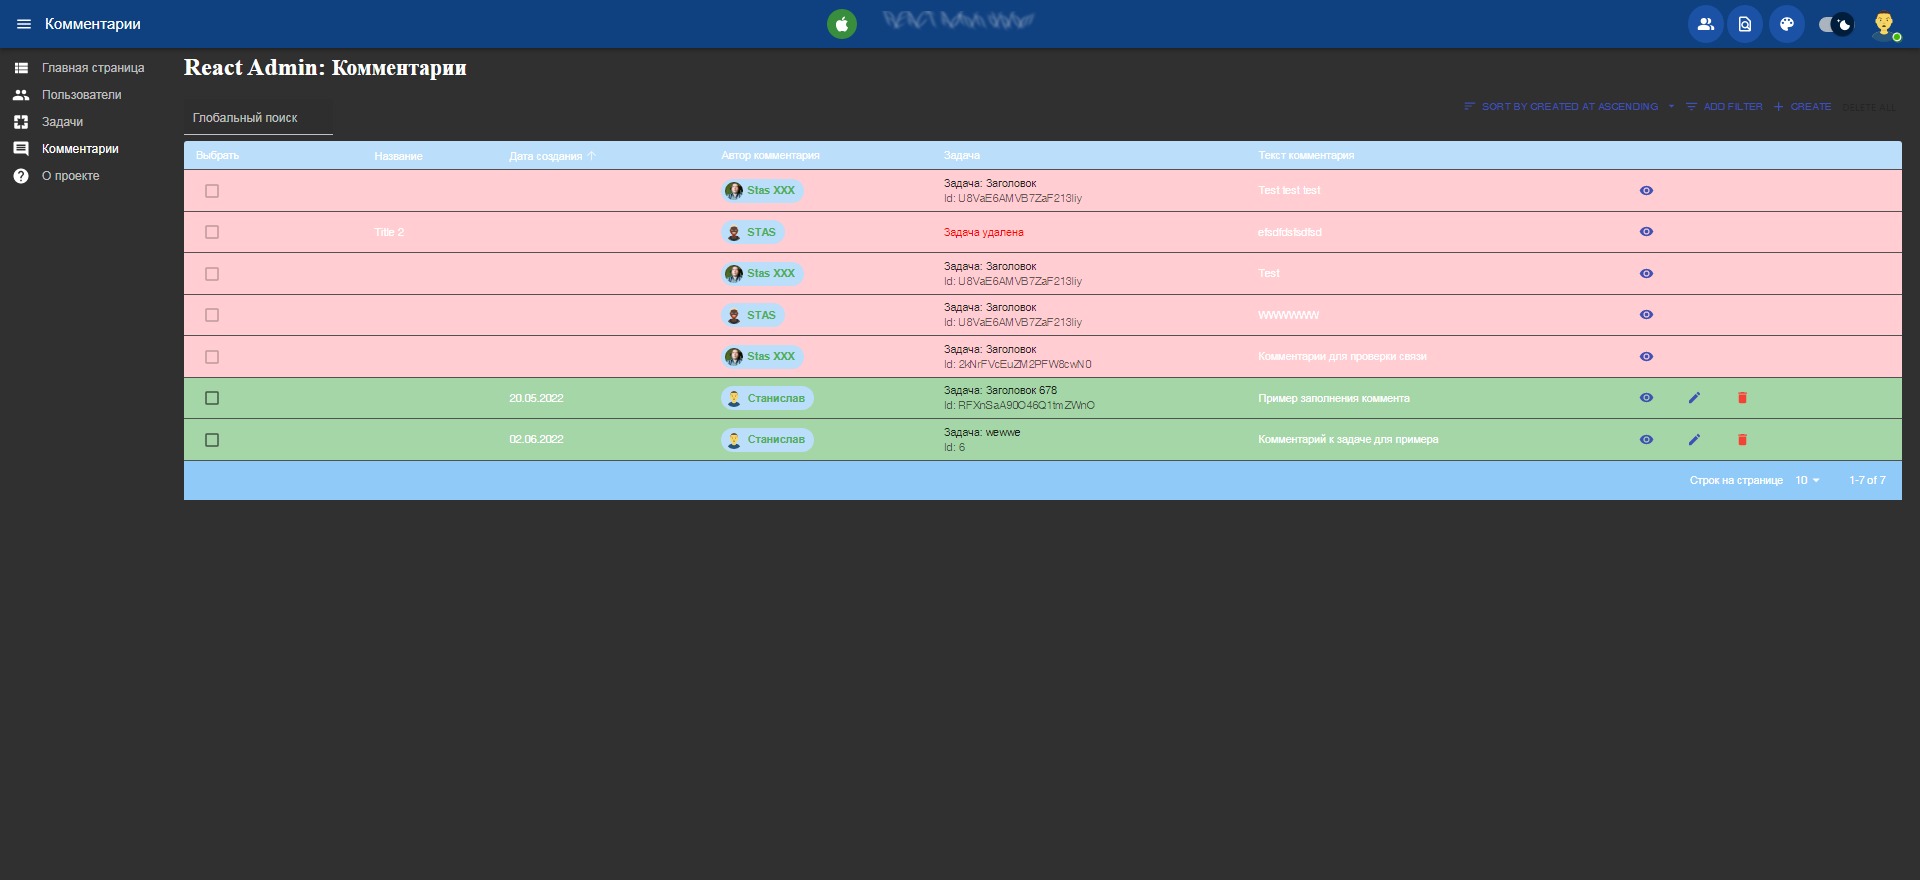 Комментарии
Главная страница
Пользователи
Задачи
Комментарии
О проекте
React Admin: Комментарии
Глобальный поиск
SORT BY CREATED AT ASCENDING ADD FILTER CREATE DELETE ALL
Выбрать Название Дата создания Автор комментария Задача Текст комментария
Stas XXX Задача: Заголовок Test test test
Id: U8VaE6AMVB7ZaF213Iiy
Title 2 STAS Задача удалена efsdfdsfsdfsd
Stas XXX Задача: Заголовок Test
Id: U8VaE6AMVB7ZaF213Iiy
STAS Задача: Заголовок
Id: U8VaE6AMVB7ZaF213Iiy
Stas XXX Задача: Заголовок Комментарии для проверки связи
Id: 2kNrFVcEuZM2PFW8cwN0
20.05.2022 Станислав Задача: Заголовок 678 Пример заполнения коммента
Id: RFXnSaA90O46Q1tmZWnO
02.06.2022 Станислав Задача: wewwe Комментарий к задаче для примера
Id: 6
Строк на странице 10 1-7 of 7